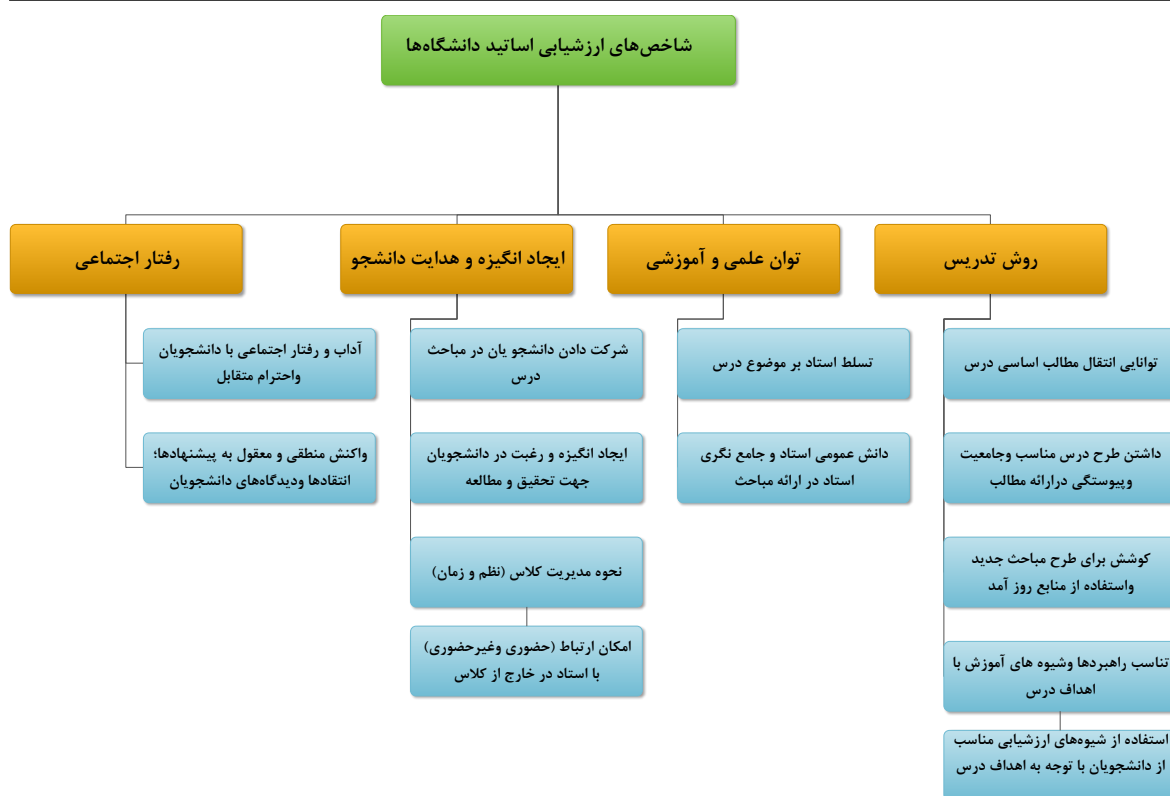 شاخص‌های ارزشیابی اساتید دانشگاه‌ها
روش تدریس
توان علمی و آموزشی
ایجاد انگیزه و هدایت دانشجو
رفتار اجتماعی
توانایی انتقال مطالب اساسی درس
داشتن طرح درس مناسب وجامعیت
وپیوستگی درارائه مطالب
کوشش برای طرح مباحث جدید
واستفاده از منابع روز آمد
تناسب راهبردها وشیوه های آموزش با
اهداف درس
استفاده از شیوه‌های ارزشیابی مناسب
از دانشجویان با توجه به اهداف درس
تسلط استاد بر موضوع درس
دانش عمومی استاد و جامع نگری
استاد در ارائه مباحث
شرکت دادن دانشجو یان در مباحث
درس
ایجاد انگیزه و رغبت در دانشجویان
جهت تحقیق و مطالعه
نحوه مدیریت کلاس (نظم و زمان)
امکان ارتباط (حضوری وغیرحضوری)
با استاد در خارج از کلاس
آداب و رفتار اجتماعی با دانشجویان
واحترام متقابل
واکنش منطقی و معقول به پیشنهادها؛
انتقادها ودیدگاه‌های دانشجویان